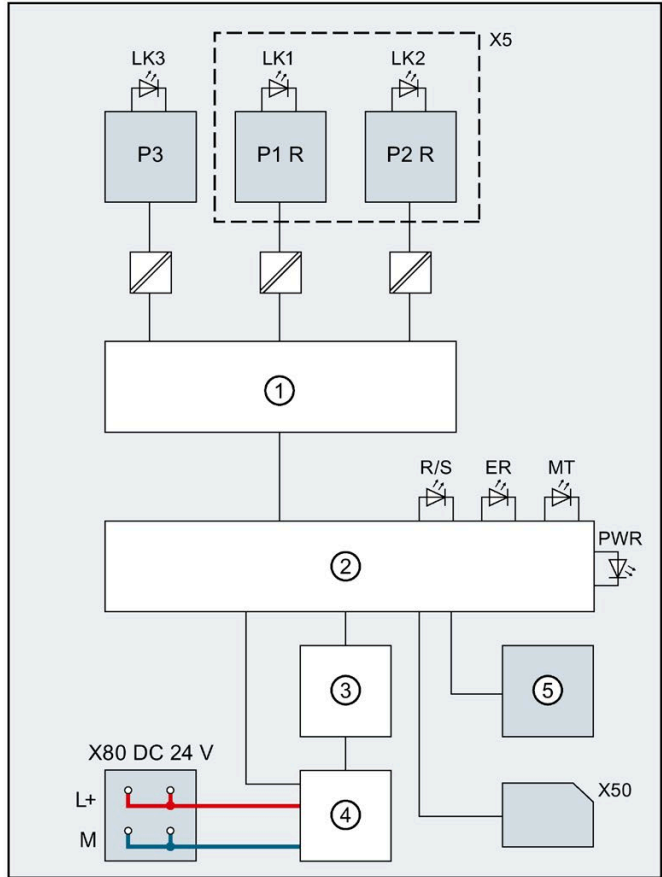 X5
LK3 LK1 LK2
P3 P1 R P2 R
1
R/S ER MT
PWR
2
3 5
X80 DC 24 V
X50
L+
4
M